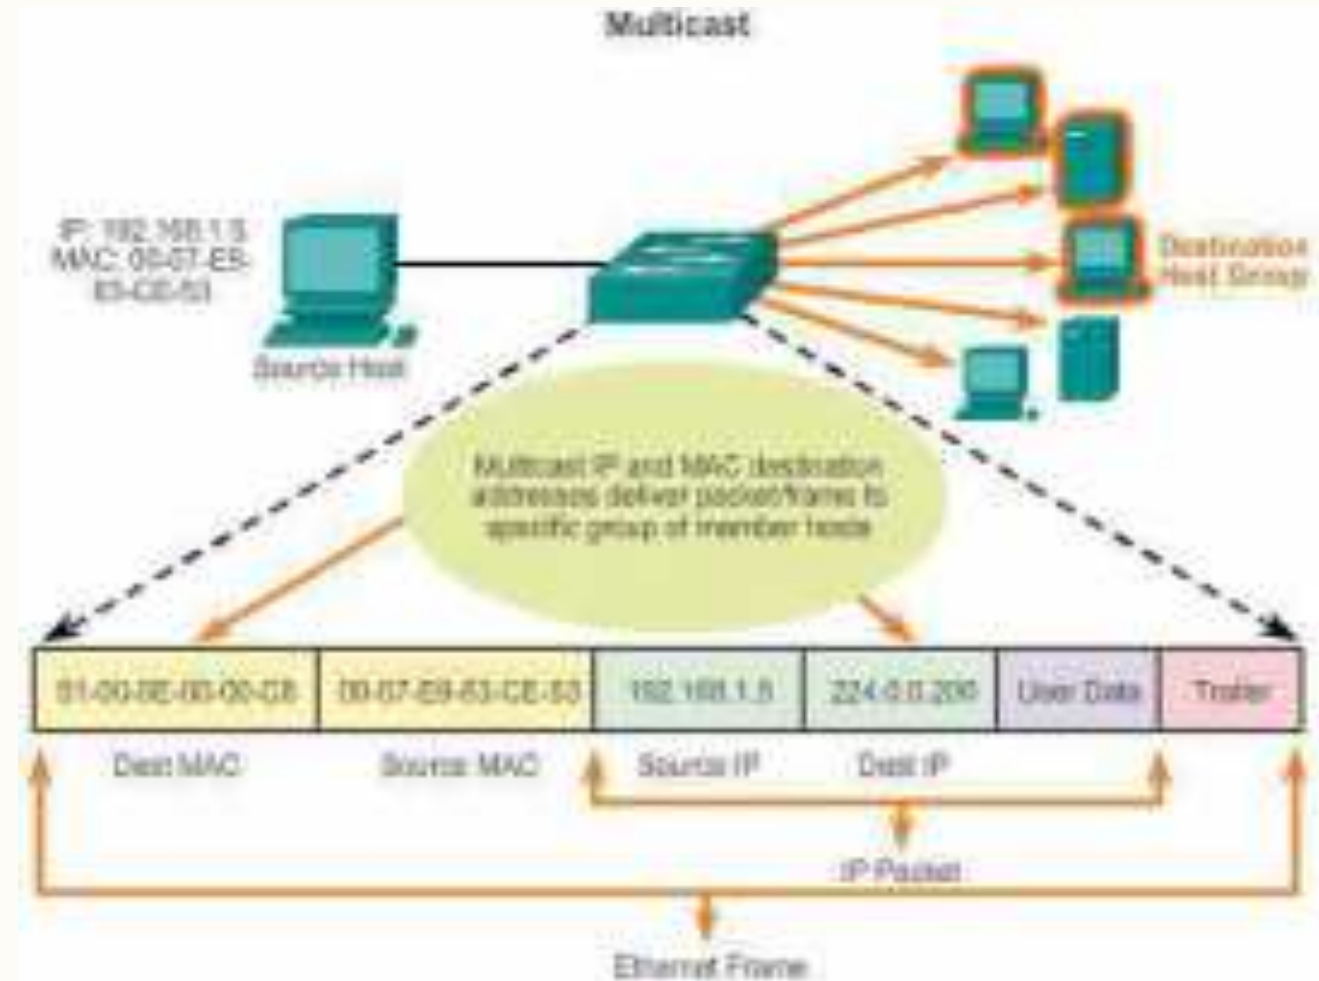 Multicast
IP: 192.168.1.5
MAC: 00-07-E9-
63-CE-53
Source Host
Destination
Host Group
Multicast IP and MAC destination
addresses deliver packet/frame to
specific group of member hosts
01-00-5E-00-00-C8
00-07-E9-63-CE-53
192.168.1.5
224.0.0.200
User Data
Trailer
Dest MAC
Source MAC
Source IP
Dest IP
IP Packet
Ethernet Frame